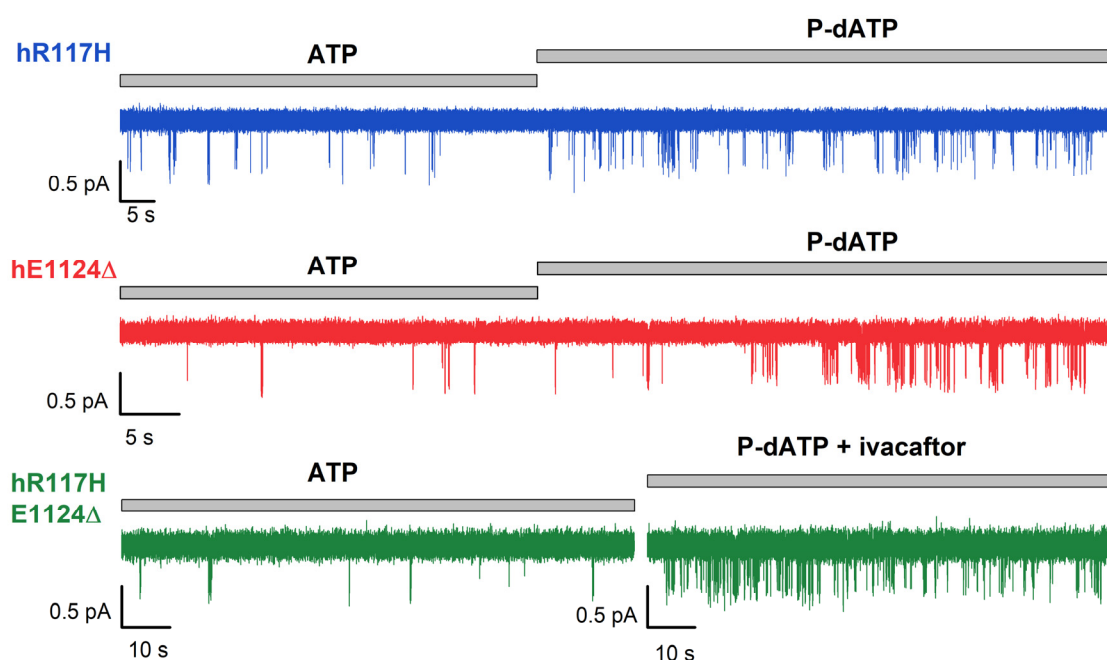 hR117H
ATP
P-dATP
0.5 pA
5 s
hE1124Δ
ATP
P-dATP
0.5 pA
5 s
hR117H
E1124Δ
ATP
P-dATP + ivacaftor
0.5 pA
10 s
0.5 pA
10 s